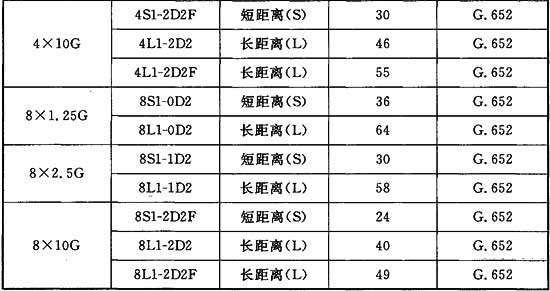 4×10G 4S1-2D2F 短距离(S) 30 G.652
4L1-2D2 长距离(L) 46 G.652
4L1-2D2F 长距离(L) 55 G.652
8×1.25G 8S1-0D2 短距离(S) 36 G.652
8L1-0D2 长距离(L) 64 G.652
8×2.5G 8S1-1D2 短距离(S) 30 G.652
8L1-1D2 长距离(L) 58 G.652
8×10G 8S1-2D2F 短距离(S) 24 G.652
8L1-2D2 长距离(L) 40 G.652
8L1-2D2F 长距离(L) 49 G.652